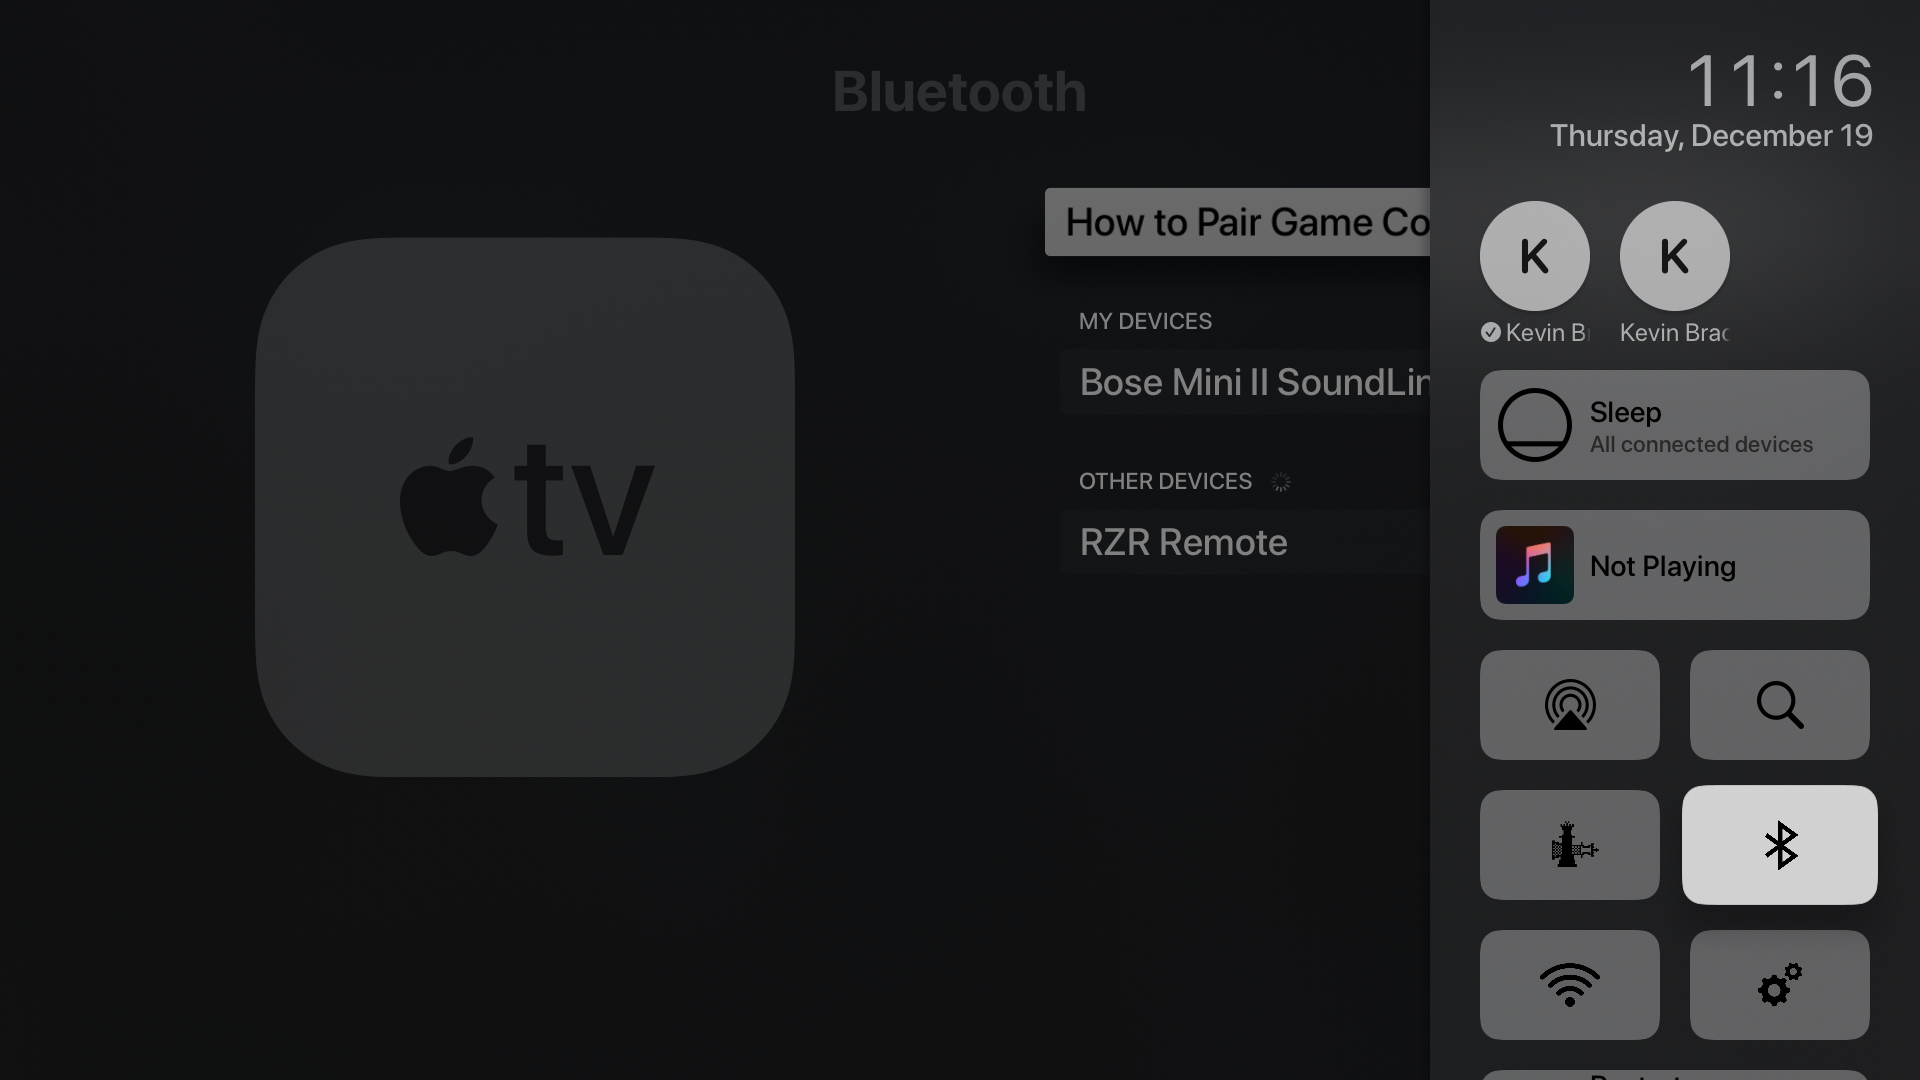 Bluetooth
tv
How to Pair Game Co
MY DEVICES
Bose Mini II SoundLin
OTHER DEVICES
RZR Remote
11:16
Thursday, December 19
K
K
Kevin B
Kevin Brad
Sleep
All connected devices
Not Playing